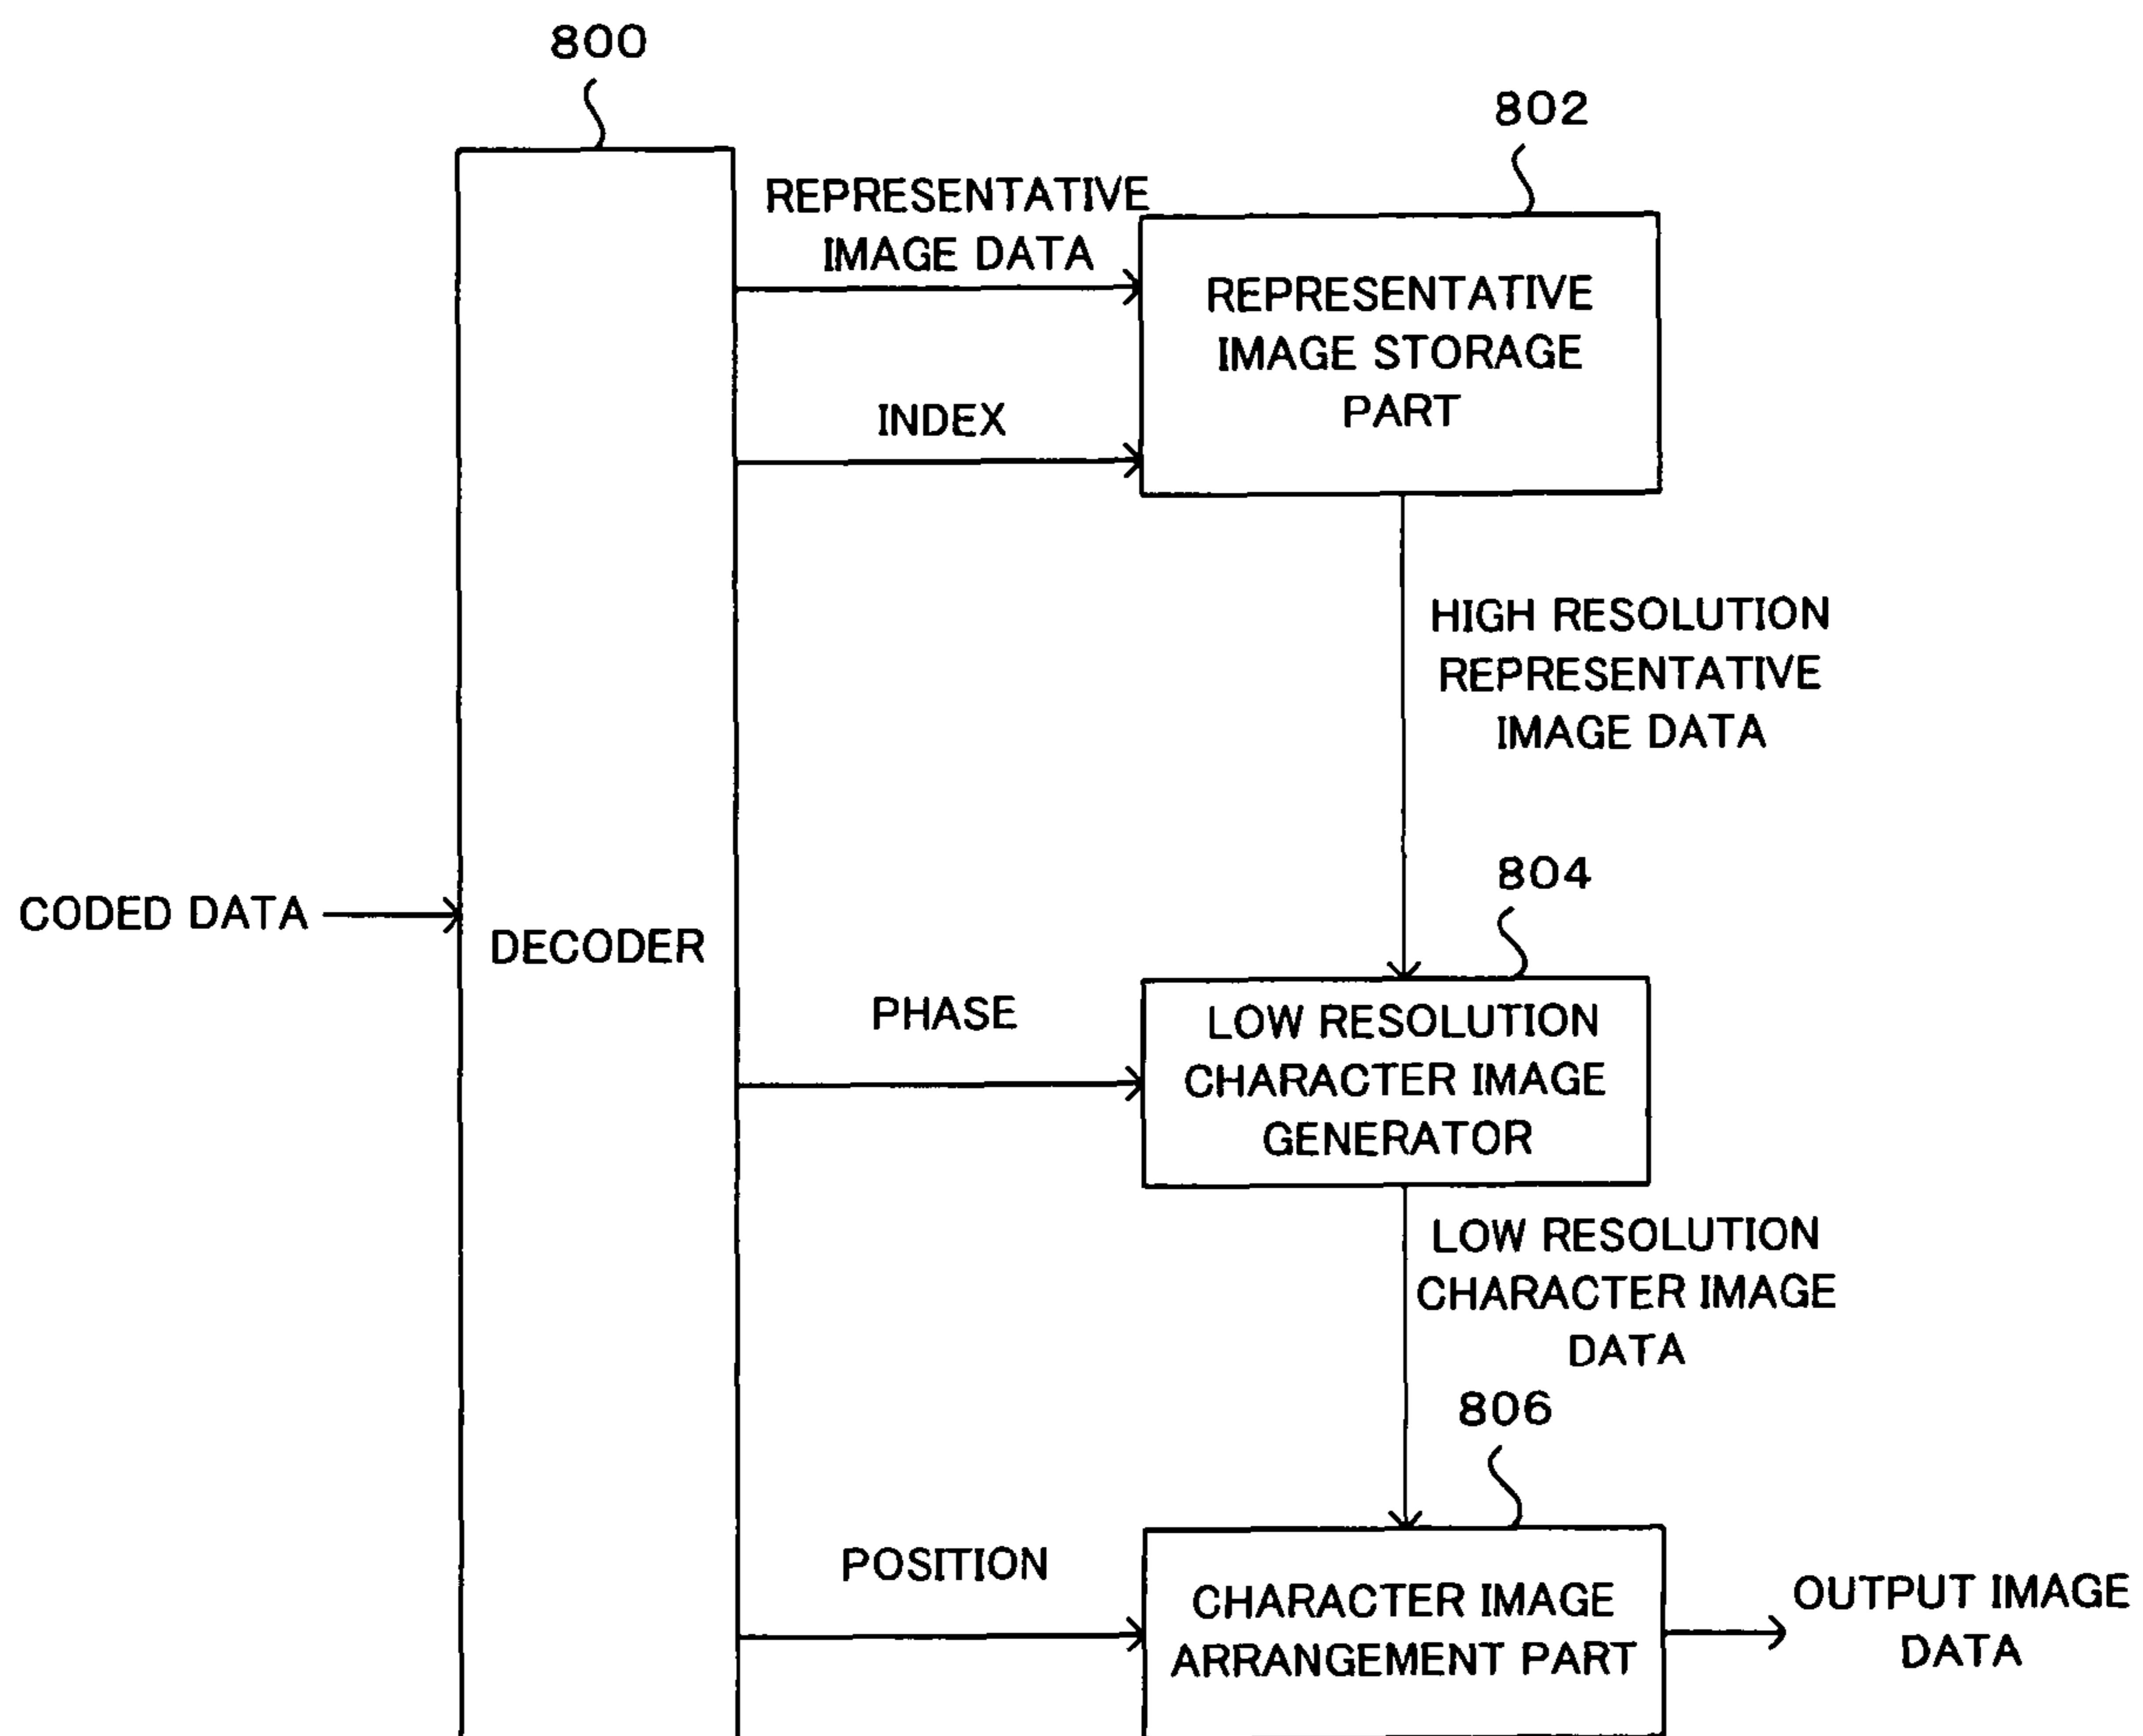 800
802
REPRESENTATIVE
IMAGE DATA
REPRESENTATIVE
IMAGE STORAGE
PART
INDEX
HIGH RESOLUTION
REPRESENTATIVE
IMAGE DATA
804
CODED DATA
DECODER
PHASE
LOW RESOLUTION
CHARACTER IMAGE
GENERATOR
LOW RESOLUTION
CHARACTER IMAGE
DATA
806
POSITION
CHARACTER IMAGE
ARRANGEMENT PART
OUTPUT IMAGE
DATA